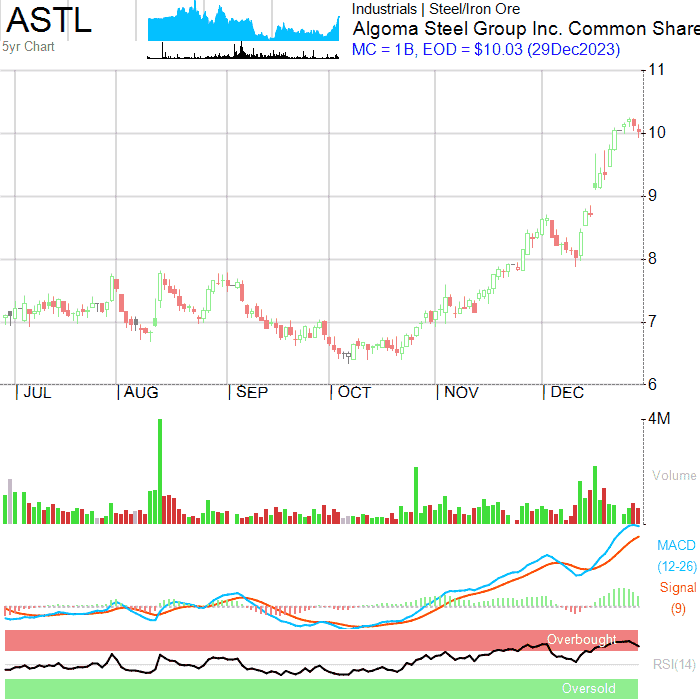 ASTL
5yr Chart
Industrials | Steel/Iron Ore
Algoma Steel Group Inc. Common Share
MC = 1B, EOD = $10.03 (29Dec2023)
11
10
9
8
7
6
|JUL |AUG |SEP |OCT |NOV |DEC
4M
Volume
MACD
(12-26)
Signal
(9)
Overbought
RSI(14)
Oversold